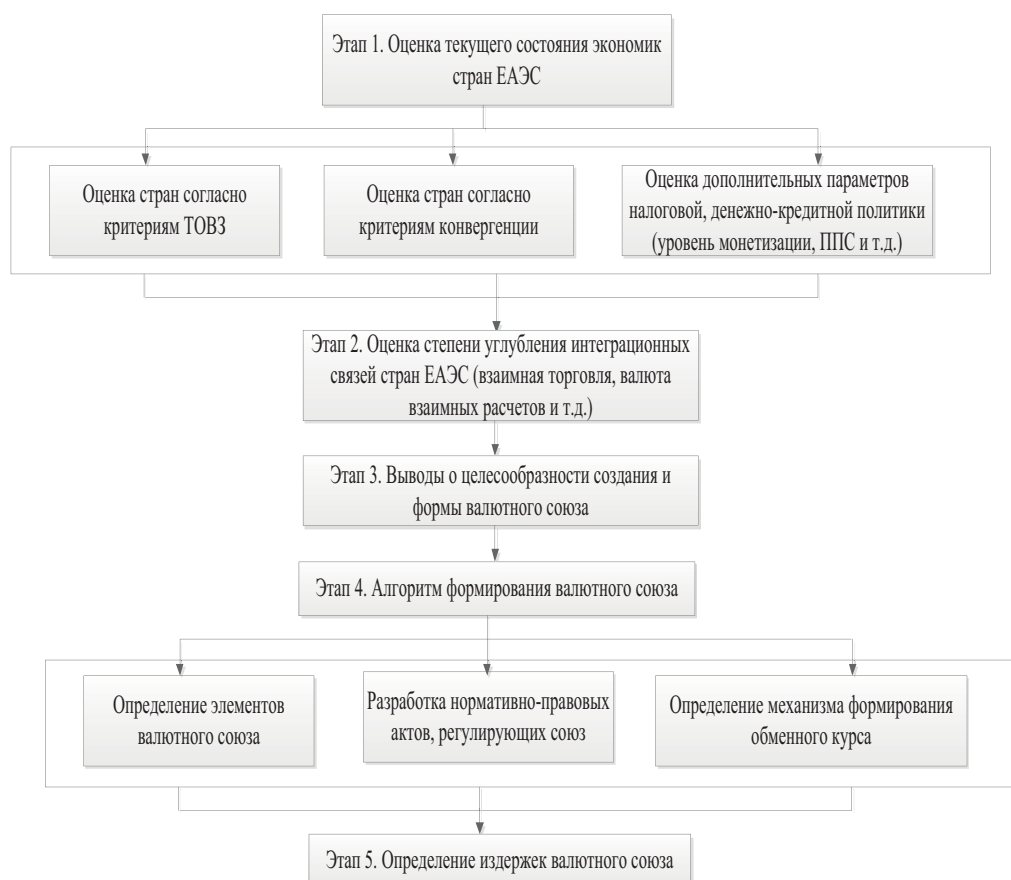 Этап 1. Оценка текущего состояния экономик
стран ЕАЭС
Оценка стран согласно
критериям ТОВЗ
Оценка стран согласно
критериям конвергенции
Оценка дополнительных параметров
налоговой, денежно-кредитной политики
(уровень монетизации, ППС и т.д.)
Этап 2. Оценка степени углубления интеграционных
связей стран ЕАЭС (взаимная торговля, валюта
взаимных расчетов и т.д.)
Этап 3. Выводы о целесообразности создания и
формы валютного союза
Этап 4. Алгоритм формирования валютного союза
Определение элементов
валютного союза
Разработка нормативно-правовых
актов, регулирующих союз
Определение механизма формирования
обменного курса
Этап 5. Определение издержек валютного союза